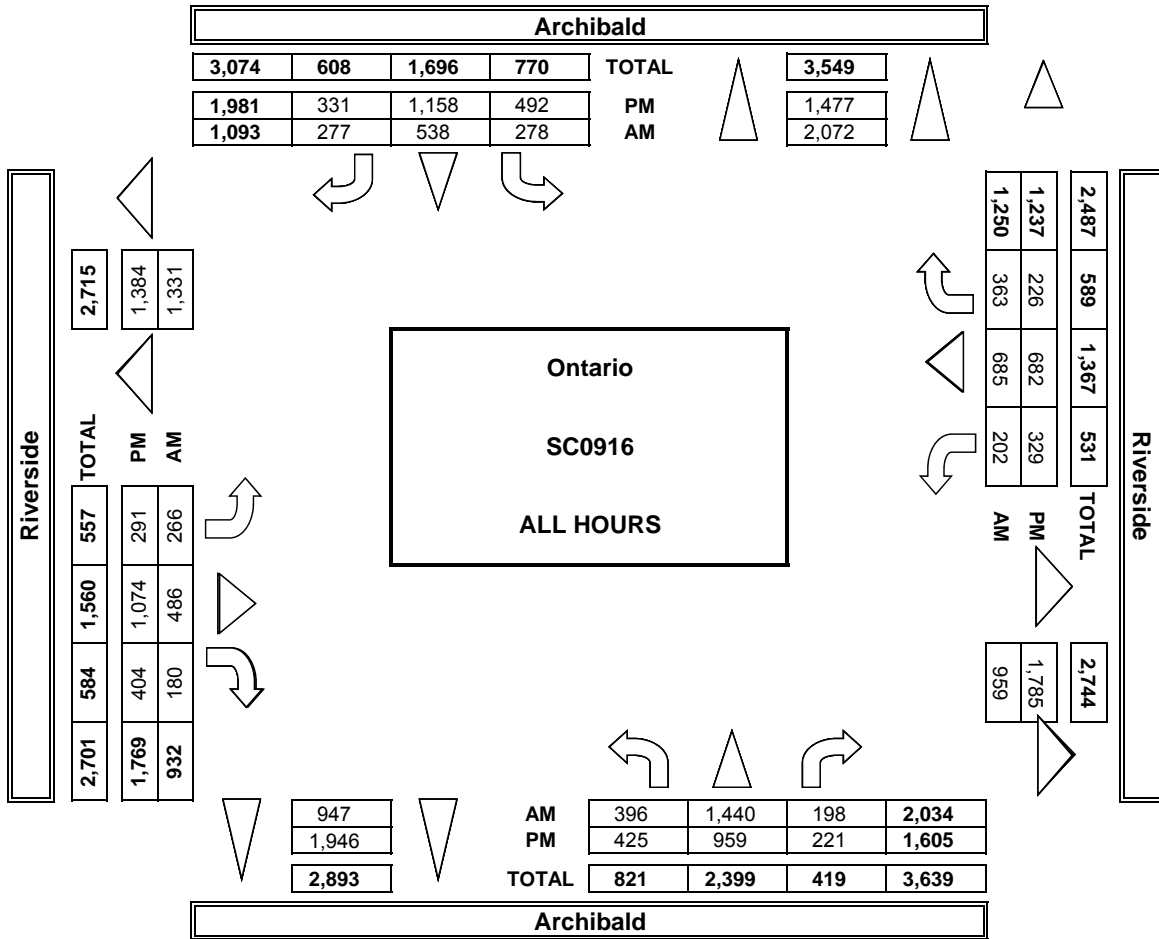 Archibald
3,074 608 1,696 770 TOTAL 3,549
1,981 331 1,158 492 PM 1,477
1,093 277 538 278 AM 2,072
Riverside
2,715
1,384
1,331
TOTAL
PM
AM
557 1,560 584 2,701
291 1,074 404 1,769
266 486 180 932
Ontario
SC0916
ALL HOURS
2,487 589 1,367 531 TOTAL 2,744
1,237 226 682 329 PM 1,785
1,250 363 685 202 AM 959
Riverside
947 AM 396 1,440 198 2,034
1,946 PM 425 959 221 1,605
2,893 TOTAL 821 2,399 419 3,639
Archibald